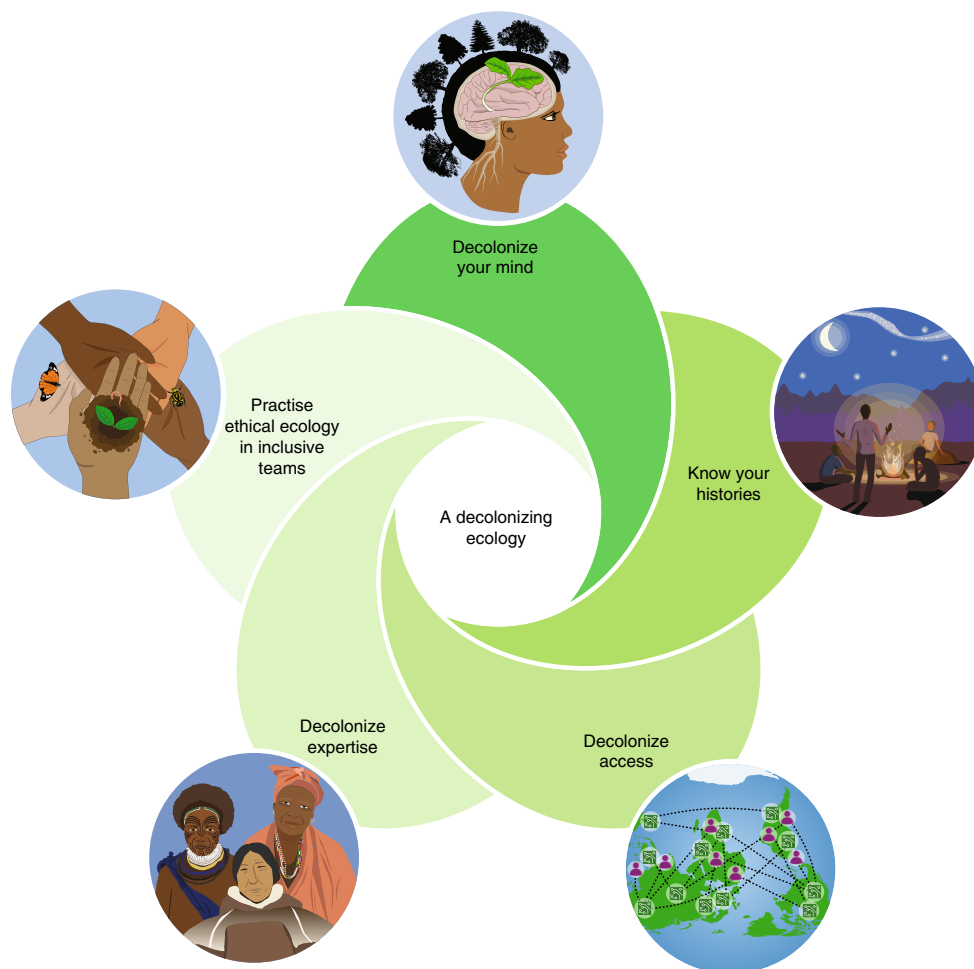 Decolonize
your mind
Practise
ethical ecology
in inclusive
teams
Know your
histories
A decolonizing
ecology
Decolonize
expertise
Decolonize
access